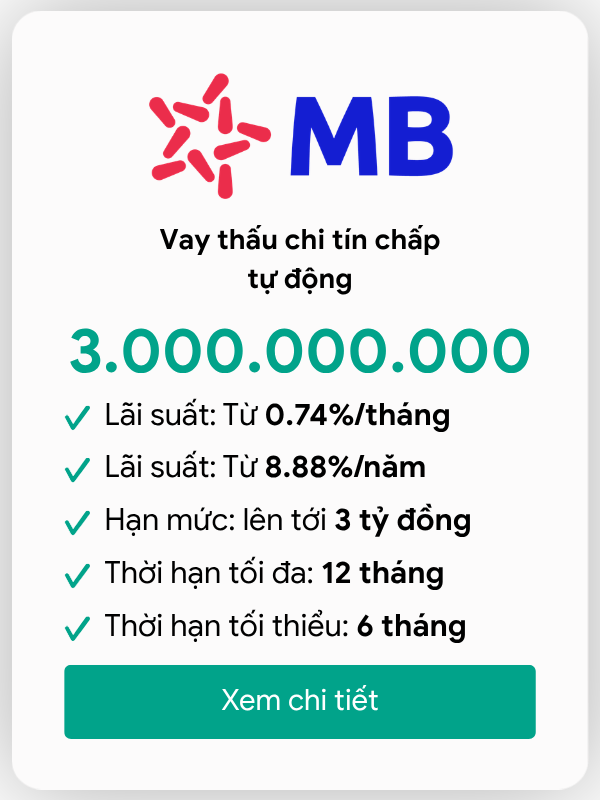 MB
Vay thấu chi tín chấp
tự động
3.000.000.000
Lãi suất: Từ 0.74%/tháng
Lãi suất: Từ 8.88%/năm
Hạn mức: lên tới 3 tỷ đồng
Thời hạn tối đa: 12 tháng
Thời hạn tối thiểu: 6 tháng
Xem chi tiết